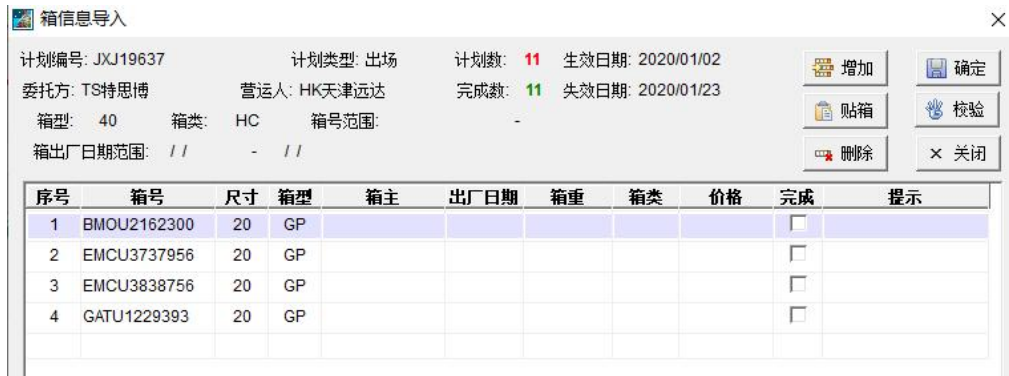 箱信息导入
计划编号: JXJ19637 计划类型: 出场 计划数: 11 生效日期: 2020/01/02 增加 确定
委托方: TS特思博 营运人: HK天津远达 完成数: 11 失效日期: 2020/01/23
箱型: 40 箱类: HC 箱号范围: - 贴箱 校验
箱出厂日期范围: / / - / / 删除 关闭
序号 箱号 尺寸 箱型 箱主 出厂日期 箱重 箱类 价格 完成 提示
1 BMOU2162300 20 GP
2 EMCU3737956 20 GP
3 EMCU3838756 20 GP
4 GATU1229393 20 GP